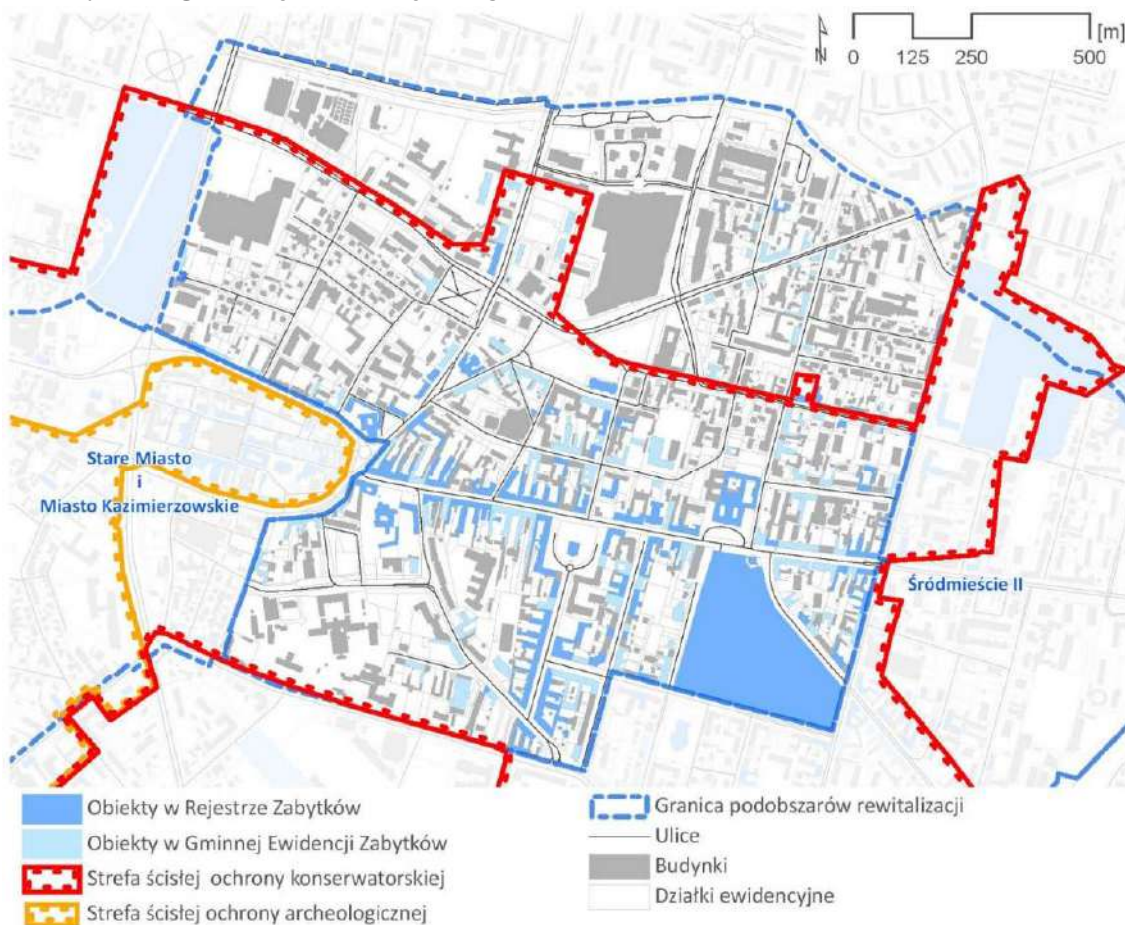 [m]
0 125 250 500
N
Stare Miasto
i
Miasto Kazimierzowskie
Śródmieście II
Obiekty w Rejestrze Zabytków
Obiekty w Gminnej Ewidencji Zabytków
Strefa ścisłej ochrony konserwatorskiej
Strefa ścisłej ochrony archeologicznej
Granica podobszarów rewitalizacji
Ulice
Budynki
Działki ewidencyjne